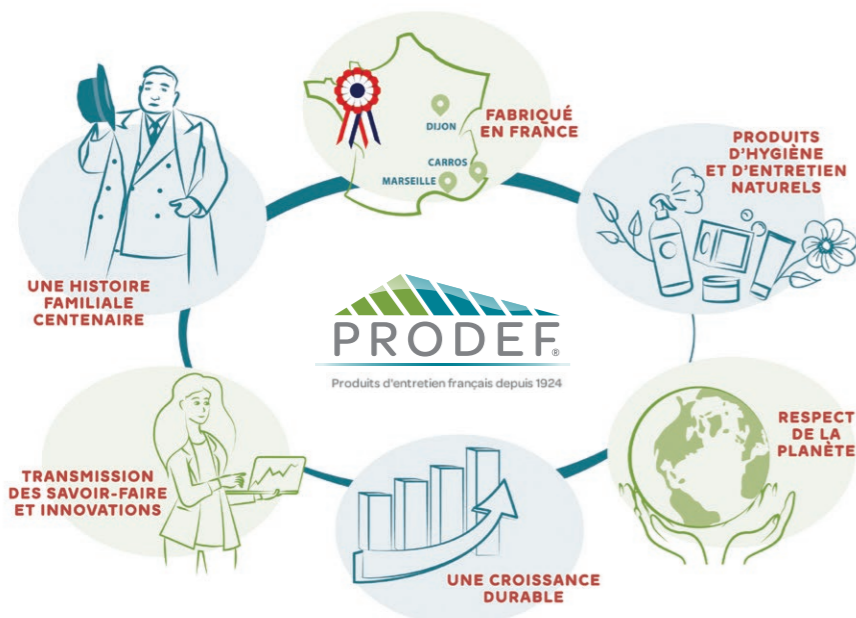 FABRIQUÉ
EN FRANCE
DIJON
CARROS
MARSEILLE
PRODUITS
D'HYGIÈNE
ET D'ENTRETIEN
NATURELS
UNE HISTOIRE
FAMILIALE
CENTENAIRE
PRODEF®
Produits d'entretien français depuis 1924
RESPECT
DE LA
PLANÈTE
TRANSMISSION
DES SAVOIR-FAIRE
ET INNOVATIONS
UNE CROISSANCE
DURABLE